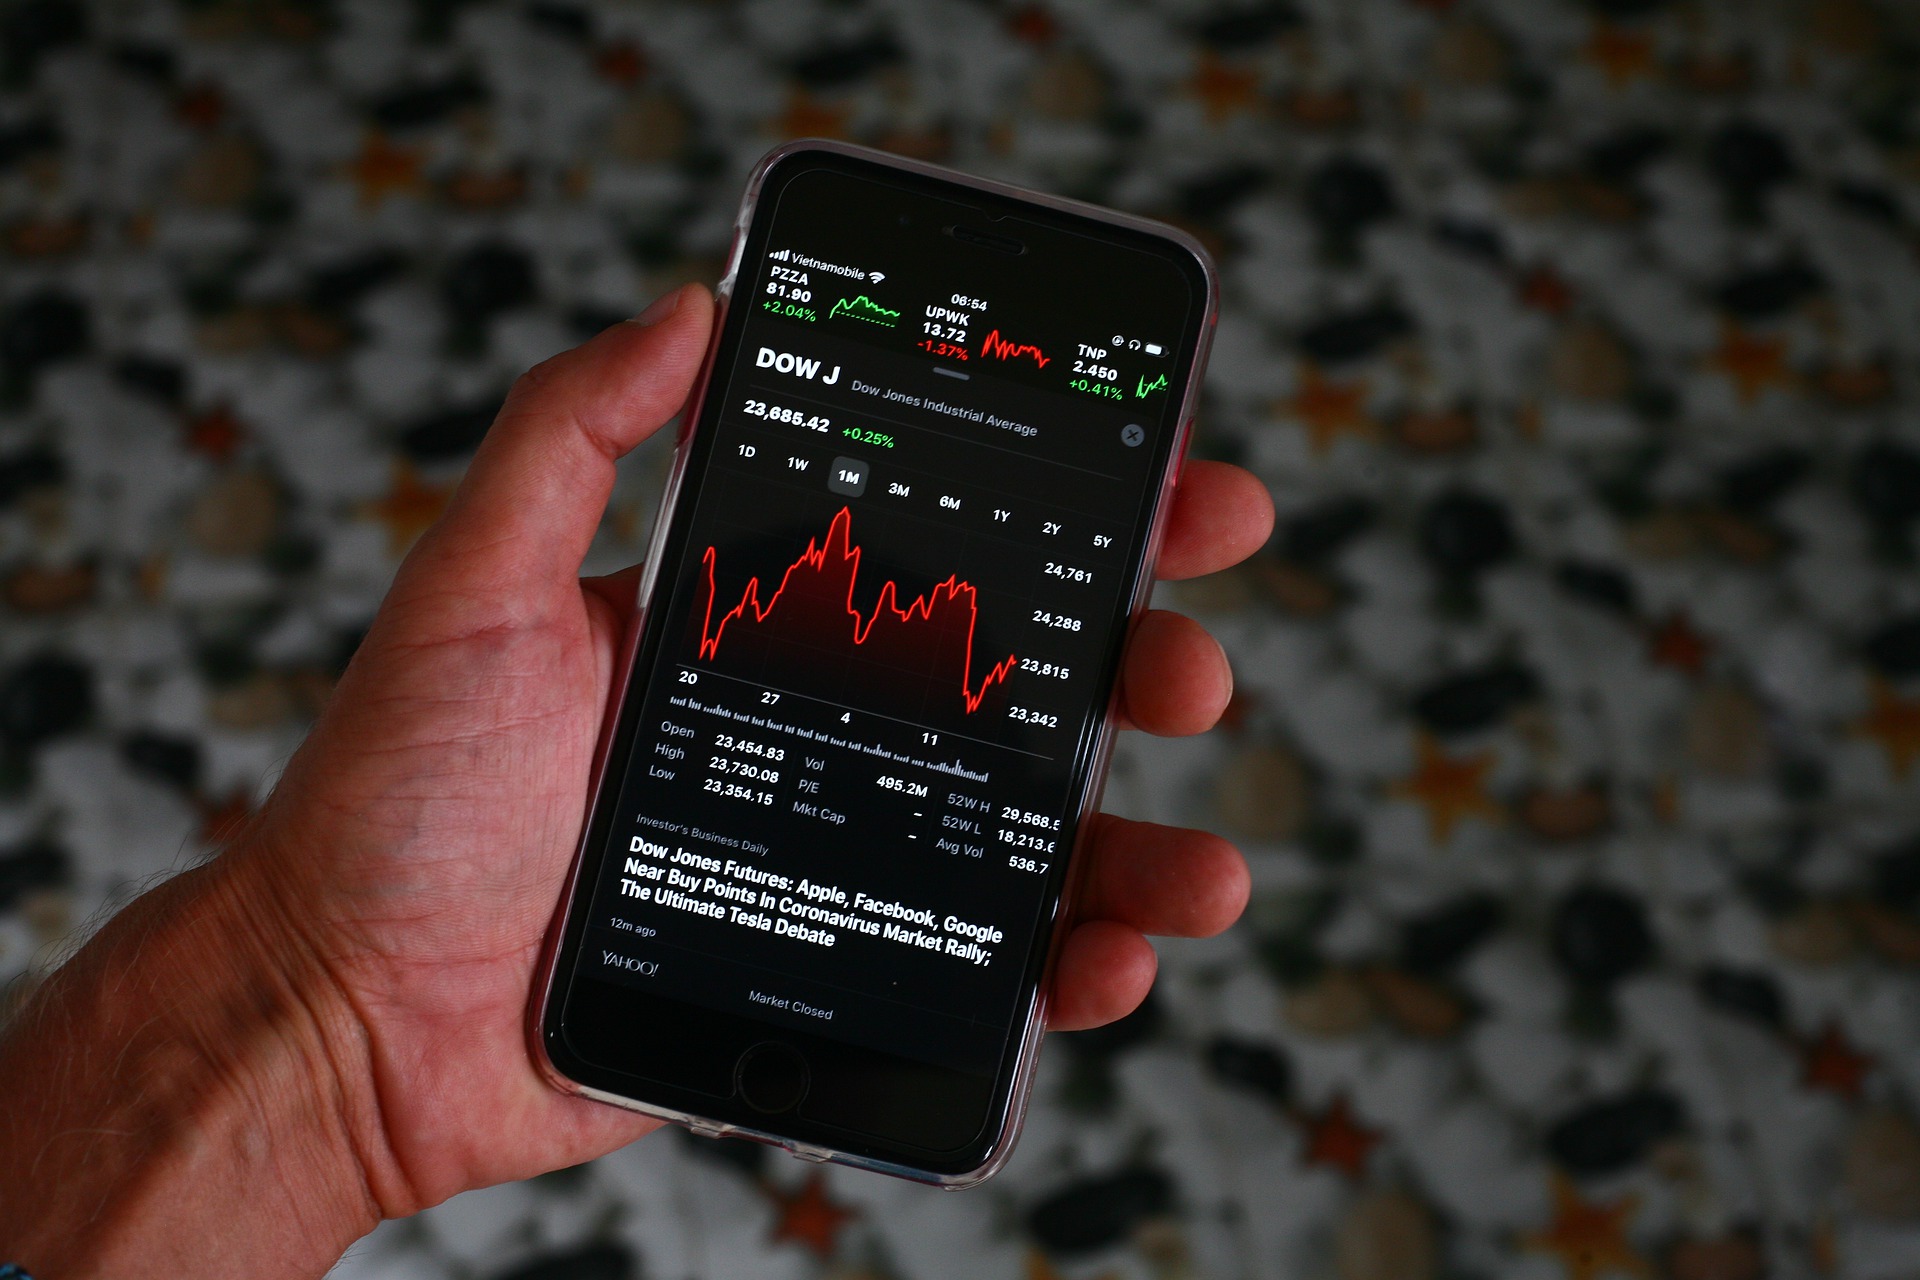 Vietnamobile
06:54
PZZA
81.90
+2.04%
UPWK
13.72
-1.37%
TNP
2.450
+0.41%
DOW J Dow Jones Industrial Average
23,685.42 +0.25%
1D 1W 1M 3M 6M 1Y 2Y 5Y
24,761
24,288
23,815
23,342
20 27 4 11
Open 23,454.83
High 23,730.08
Low 23,354.15
Vol 495.2M
P/E –
Mkt Cap –
52W H 29,568.5
52W L 18,213.6
Avg Vol 536.7
Investor's Business Daily
Dow Jones Futures: Apple, Facebook, Google
Near Buy Points In Coronavirus Market Rally;
The Ultimate Tesla Debate
12m ago
YAHOO!
Market Closed